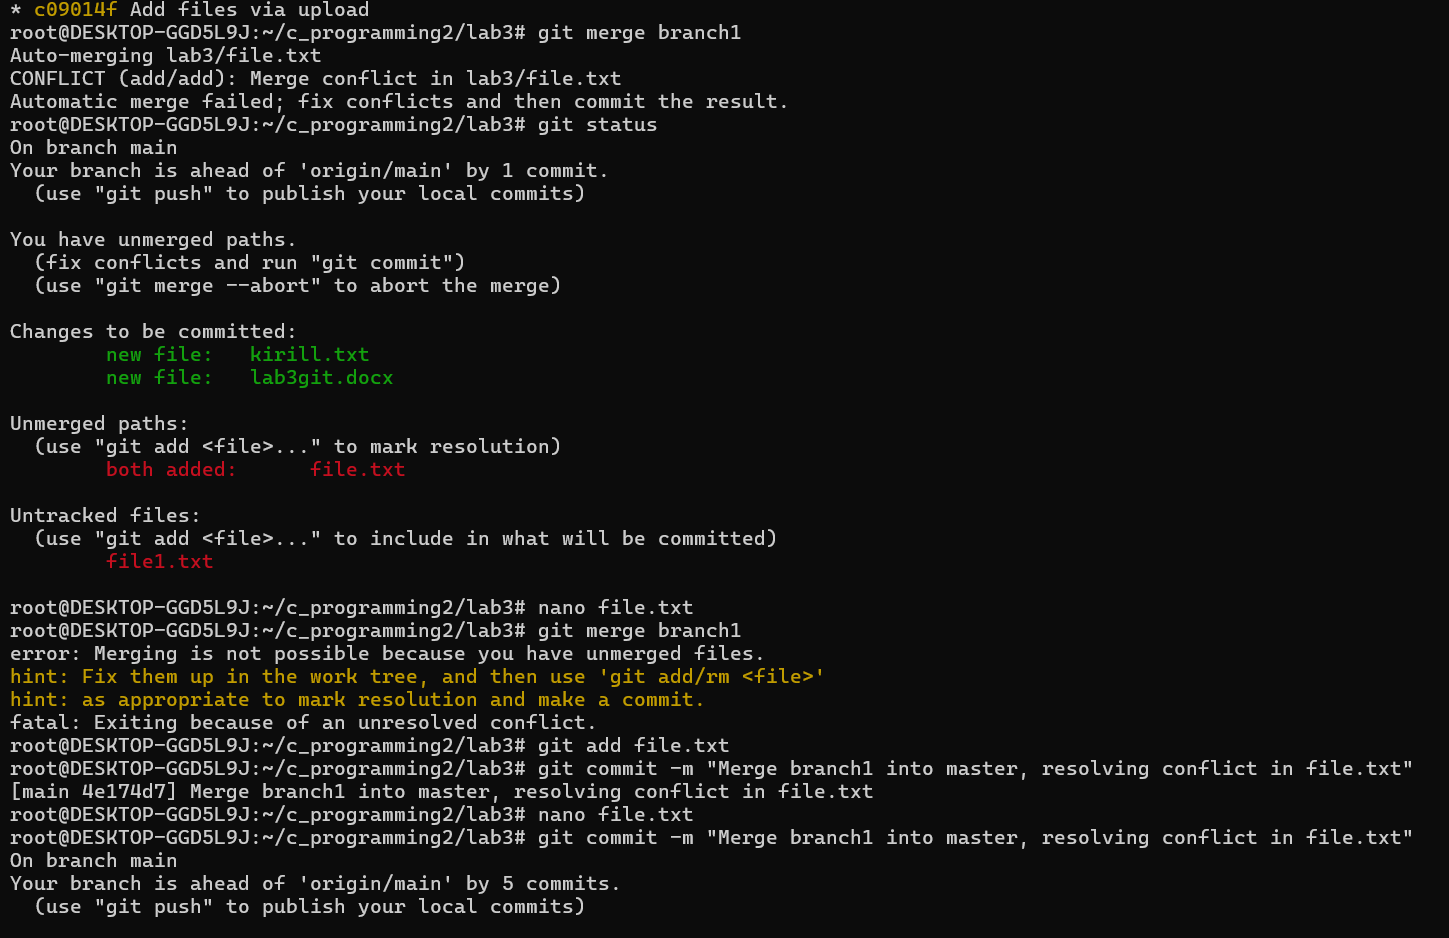 * c09014f Add files via upload
root@DESKTOP-GGD5L9J:~/c_programming2/lab3# git merge branch1
Auto-merging lab3/file.txt
CONFLICT (add/add): Merge conflict in lab3/file.txt
Automatic merge failed; fix conflicts and then commit the result.
root@DESKTOP-GGD5L9J:~/c_programming2/lab3# git status
On branch main
Your branch is ahead of 'origin/main' by 1 commit.
  (use "git push" to publish your local commits)

You have unmerged paths.
  (fix conflicts and run "git commit")
  (use "git merge --abort" to abort the merge)

Changes to be committed:
        new file:   kirill.txt
        new file:   lab3git.docx

Unmerged paths:
  (use "git add <file>..." to mark resolution)
        both added:      file.txt

Untracked files:
  (use "git add <file>..." to include in what will be committed)
        file1.txt

root@DESKTOP-GGD5L9J:~/c_programming2/lab3# nano file.txt
root@DESKTOP-GGD5L9J:~/c_programming2/lab3# git merge branch1
error: Merging is not possible because you have unmerged files.
hint: Fix them up in the work tree, and then use 'git add/rm <file>'
hint: as appropriate to mark resolution and make a commit.
fatal: Exiting because of an unresolved conflict.
root@DESKTOP-GGD5L9J:~/c_programming2/lab3# git add file.txt
root@DESKTOP-GGD5L9J:~/c_programming2/lab3# git commit -m "Merge branch1 into master, resolving conflict in file.txt"
[main 4e174d7] Merge branch1 into master, resolving conflict in file.txt
root@DESKTOP-GGD5L9J:~/c_programming2/lab3# nano file.txt
root@DESKTOP-GGD5L9J:~/c_programming2/lab3# git commit -m "Merge branch1 into master, resolving conflict in file.txt"
On branch main
Your branch is ahead of 'origin/main' by 5 commits.
  (use "git push" to publish your local commits)